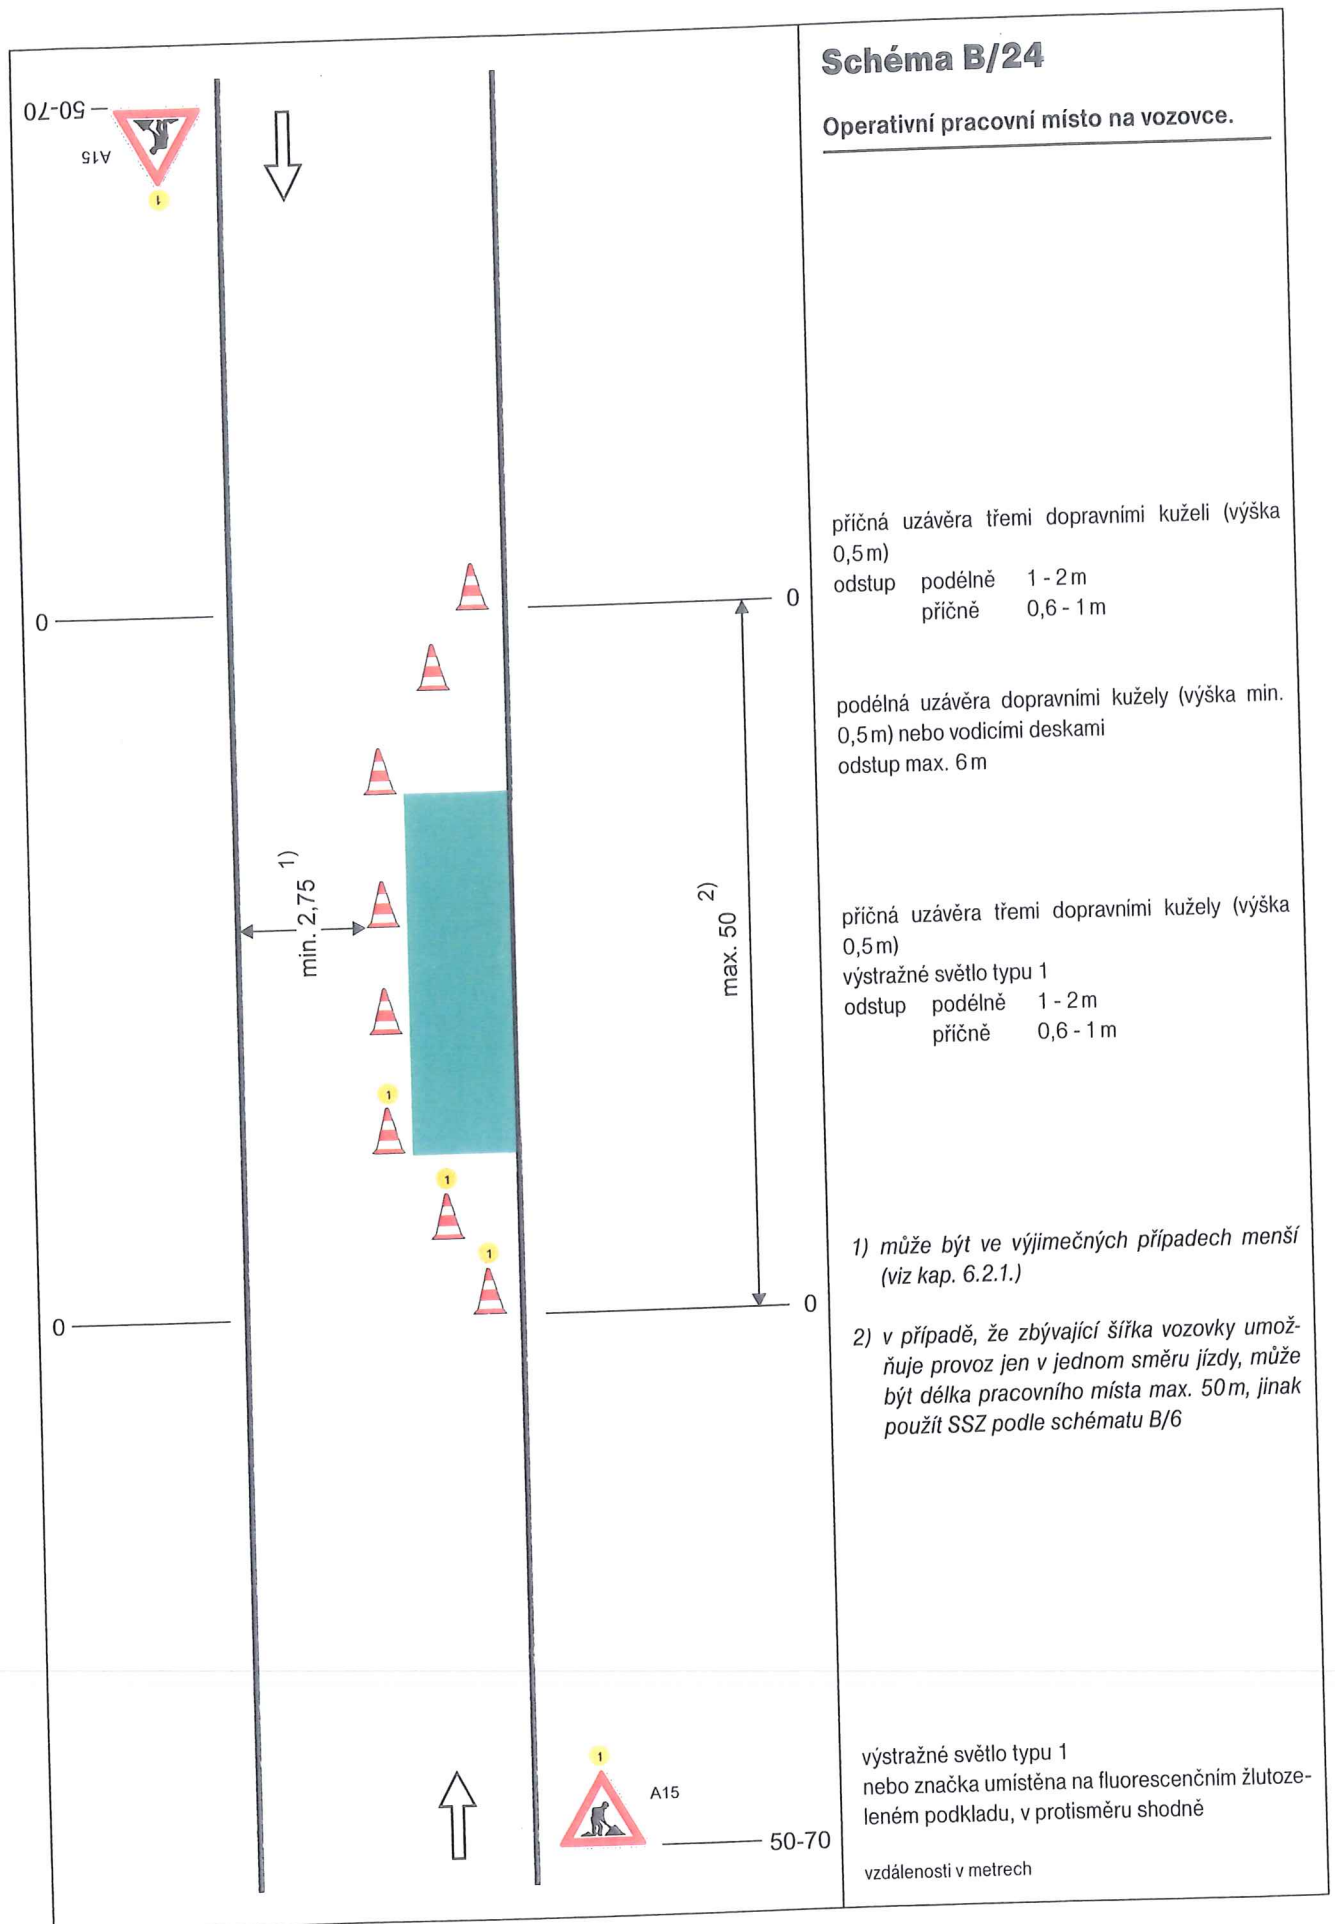 Schéma B/24
Operativní pracovní místo na vozovce.
50-70
A15
1
příčná uzávěra třemi dopravními kuželi (výška
0,5 m)
odstup podélně 1 - 2 m
příčně 0,6 - 1 m
0
0
podélná uzávěra dopravními kužely (výška min.
0,5 m) nebo vodicími deskami
odstup max. 6 m
min. 2,75 1)
max. 50 2)
příčná uzávěra třemi dopravními kužely (výška
0,5 m)
výstražné světlo typu 1
odstup podélně 1 - 2 m
příčně 0,6 - 1 m
1
1
1
0
0
1) může být ve výjimečných případech menší
(viz kap. 6.2.1.)
2) v případě, že zbývající šířka vozovky umož-
ňuje provoz jen v jednom směru jízdy, může
být délka pracovního místa max. 50 m, jinak
použít SSZ podle schématu B/6
1
A15
50-70
výstražné světlo typu 1
nebo značka umístěna na fluorescenčním žlutoze-
leném podkladu, v protisměru shodně
vzdálenosti v metrech